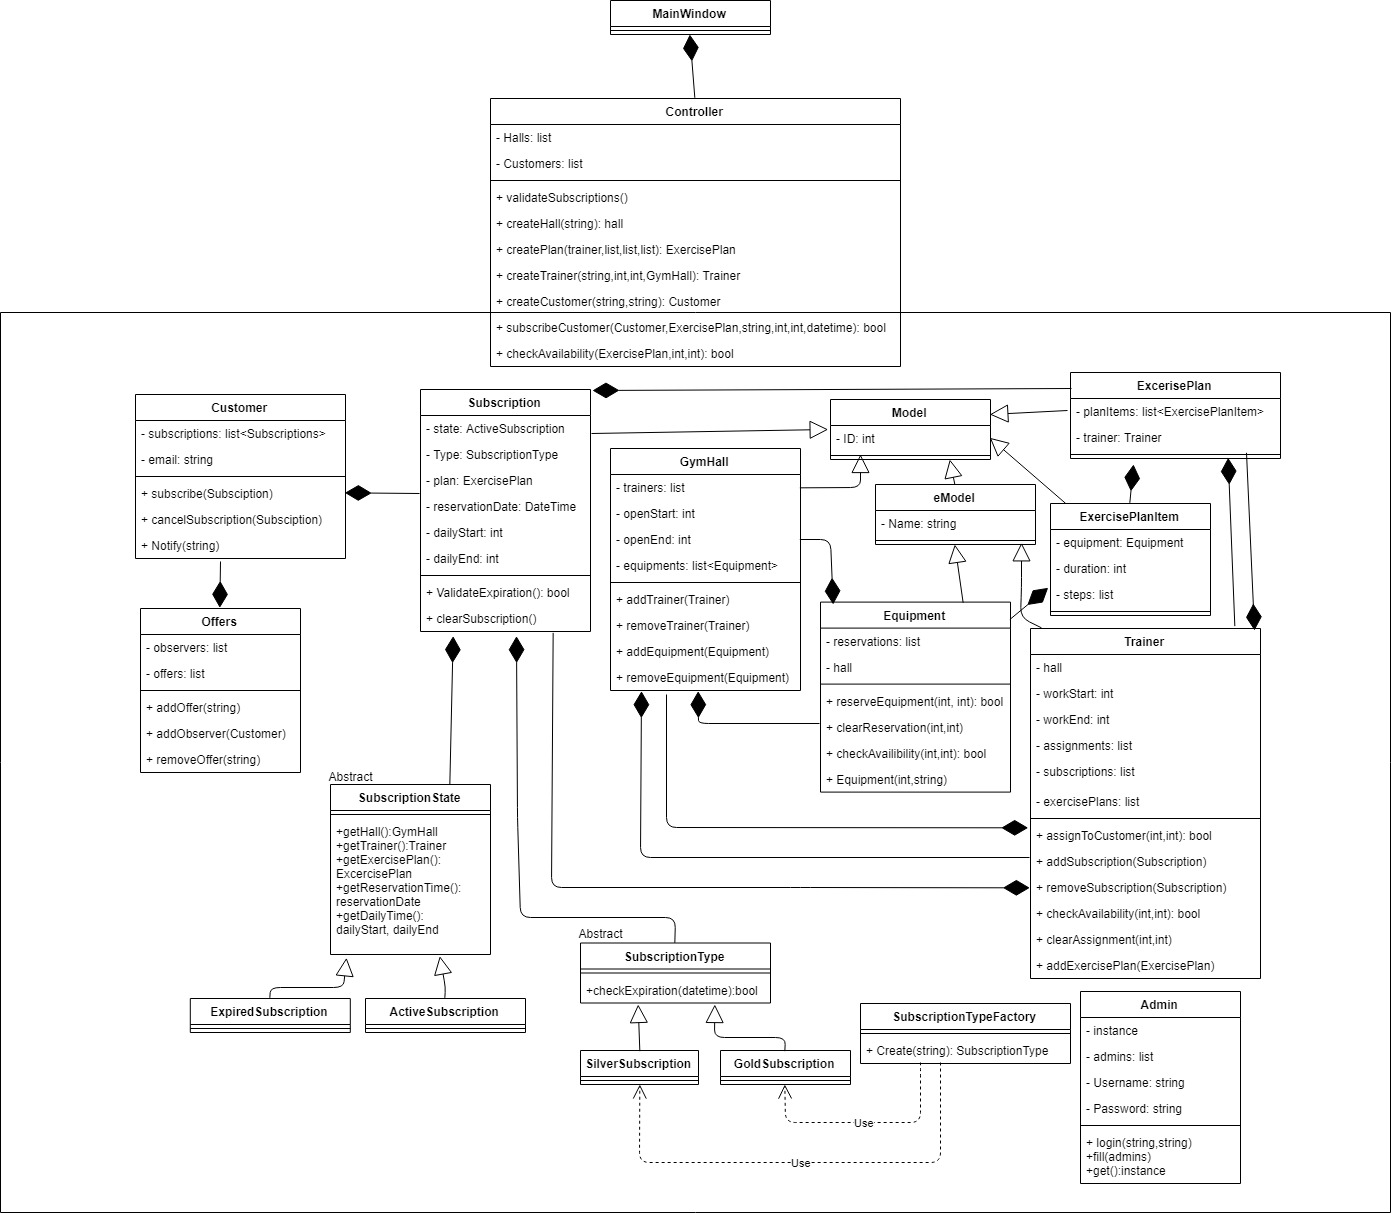 MainWindow
Controller
- Halls: list
- Customers: list
+ validateSubscriptions()
+ createHall(string): hall
+ createPlan(trainer,list,list,list): ExercisePlan
+ createTrainer(string,int,int,GymHall): Trainer
+ createCustomer(string,string): Customer
+ subscribeCustomer(Customer,ExercisePlan,string,int,int,datetime): bool
+ checkAvailability(ExercisePlan,int,int): bool
Customer
- subscriptions: list<Subscriptions>
- email: string
+ subscribe(Subsciption)
+ cancelSubscription(Subsciption)
+ Notify(string)
Subscription
- state: ActiveSubscription
- Type: SubscriptionType
- plan: ExercisePlan
- reservationDate: DateTime
- dailyStart: int
- dailyEnd: int
+ ValidateExpiration(): bool
+ clearSubscription()
Model
- ID: int
ExcerisePlan
- planItems: list<ExercisePlanItem>
- trainer: Trainer
GymHall
- trainers: list
- openStart: int
- openEnd: int
- equipments: list<Equipment>
+ addTrainer(Trainer)
+ removeTrainer(Trainer)
+ addEquipment(Equipment)
+ removeEquipment(Equipment)
eModel
- Name: string
ExercisePlanItem
- equipment: Equipment
- duration: int
- steps: list
Offers
- observers: list
- offers: list
+ addOffer(string)
+ addObserver(Customer)
+ removeOffer(string)
Equipment
- reservations: list
- hall
+ reserveEquipment(int, int): bool
+ clearReservation(int,int)
+ checkAvailibility(int,int): bool
+ Equipment(int,string)
Trainer
- hall
- workStart: int
- workEnd: int
- assignments: list
- subscriptions: list
- exercisePlans: list
+ assignToCustomer(int,int): bool
+ addSubscription(Subscription)
+ removeSubscription(Subscription)
+ checkAvailability(int,int): bool
+ clearAssignment(int,int)
+ addExercisePlan(ExercisePlan)
Abstract
SubscriptionState
+getHall():GymHall
+getTrainer():Trainer
+getExercisePlan():
ExcercisePlan
+getReservationTime():
reservationDate
+getDailyTime():
dailyStart, dailyEnd
ExpiredSubscription
ActiveSubscription
Abstract
SubscriptionType
+checkExpiration(datetime):bool
SilverSubscription
GoldSubscription
SubscriptionTypeFactory
+ Create(string): SubscriptionType
Use
Use
Admin
- instance
- admins: list
- Username: string
- Password: string
+ login(string,string)
+fill(admins)
+get():instance